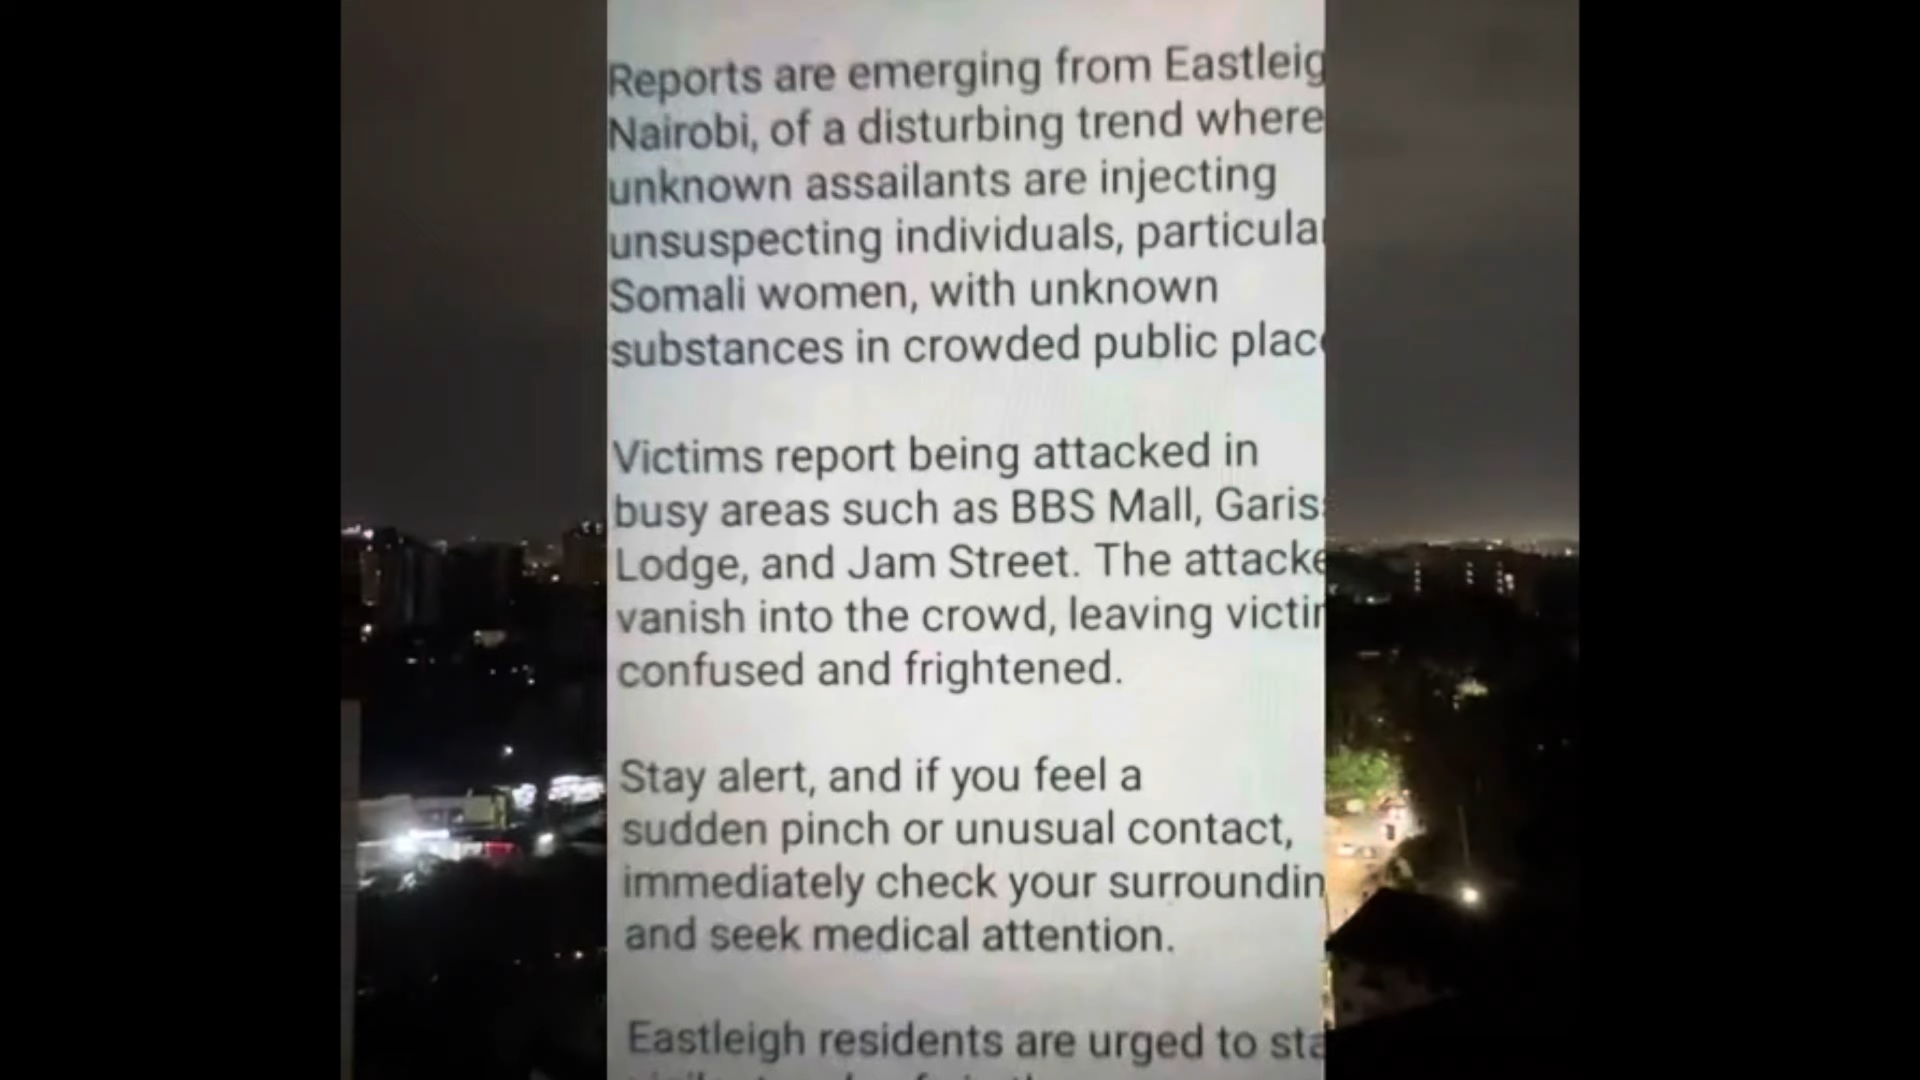 Reports are emerging from Eastleig
Nairobi, of a disturbing trend where
unknown assailants are injecting
unsuspecting individuals, particula
Somali women, with unknown
substances in crowded public plac
Victims report being attacked in
busy areas such as BBS Mall, Garis
Lodge, and Jam Street. The attacke
vanish into the crowd, leaving victi
confused and frightened.
Stay alert, and if you feel a
sudden pinch or unusual contact,
immediately check your surroundin
and seek medical attention.
Eastleigh residents are urged to sta